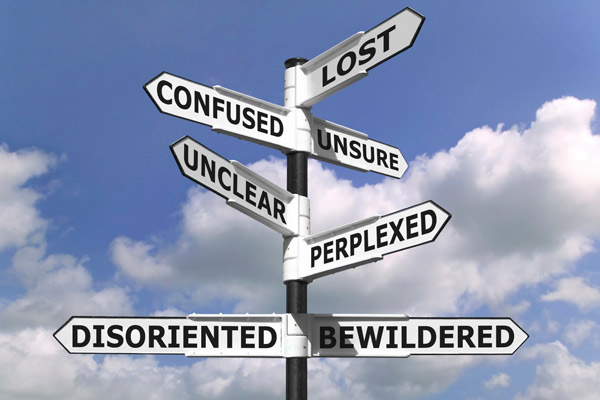 LOST
CONFUSED
UNSURE
UNCLEAR
PERPLEXED
DISORIENTED
BEWILDERED